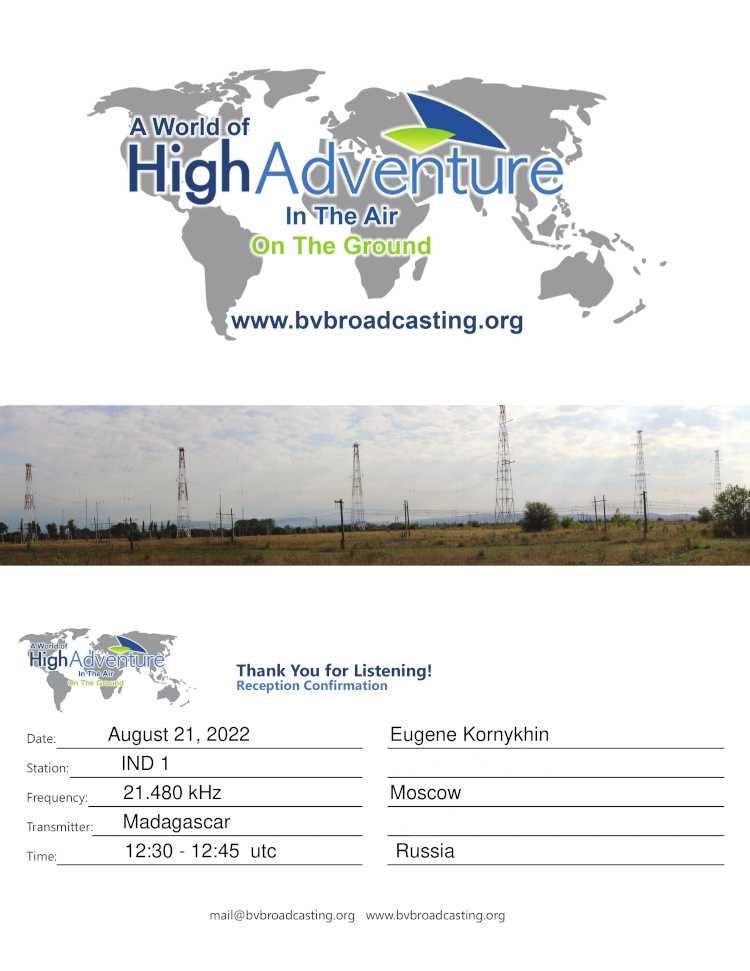 A World of
HighAdventure
In The Air
On The Ground
www.bvbroadcasting.org
A World of
HighAdventure
In The Air
On The Ground
Thank You for Listening!
Reception Confirmation
Date: August 21, 2022
Eugene Kornykhin
Station: IND 1
Frequency: 21.480 kHz
Moscow
Transmitter: Madagascar
Time: 12:30 - 12:45 utc
Russia
mail@bvbroadcasting.org www.bvbroadcasting.org